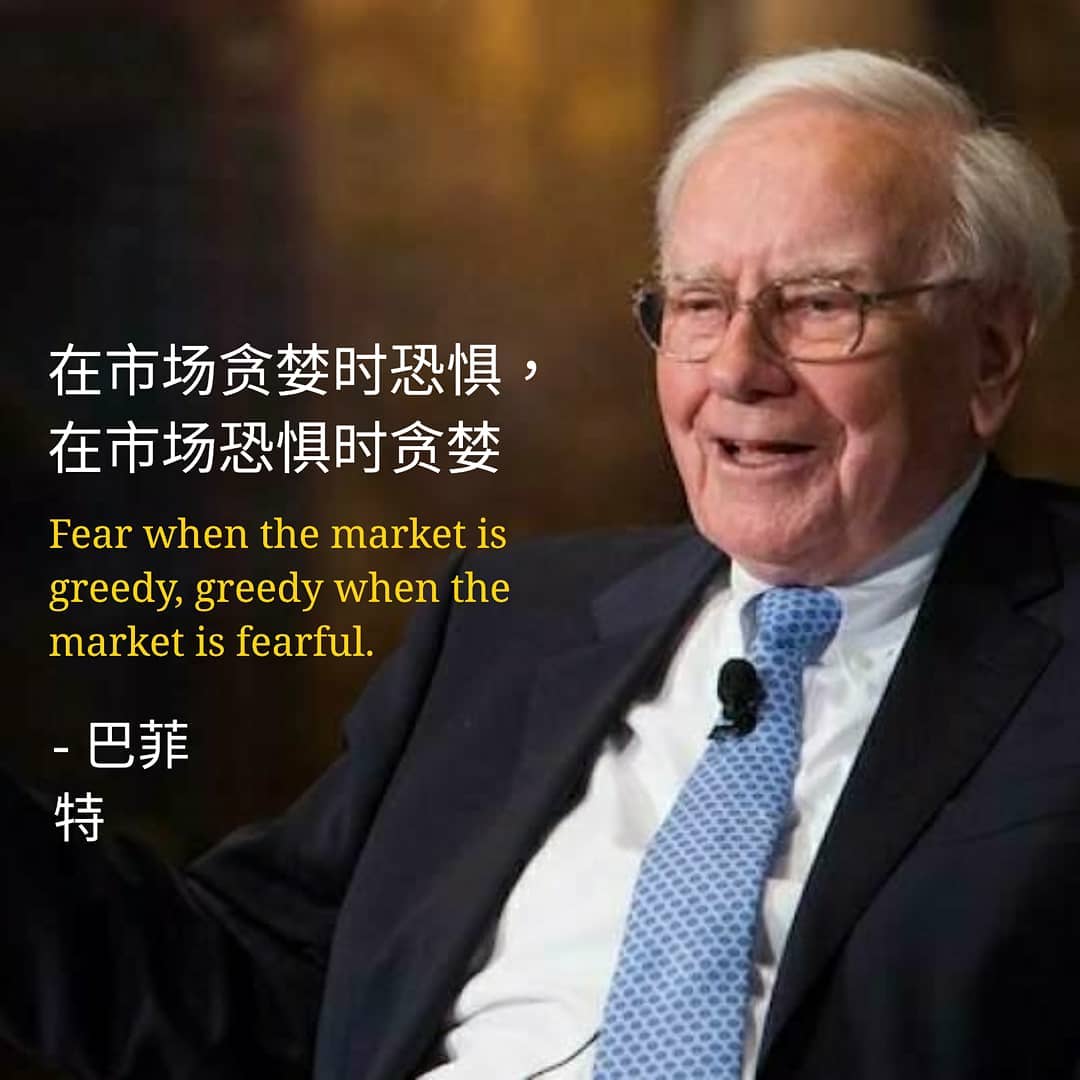 在市场贪婪时恐惧，
在市场恐惧时贪婪
Fear when the market is
greedy, greedy when the
market is fearful.
- 巴菲
特